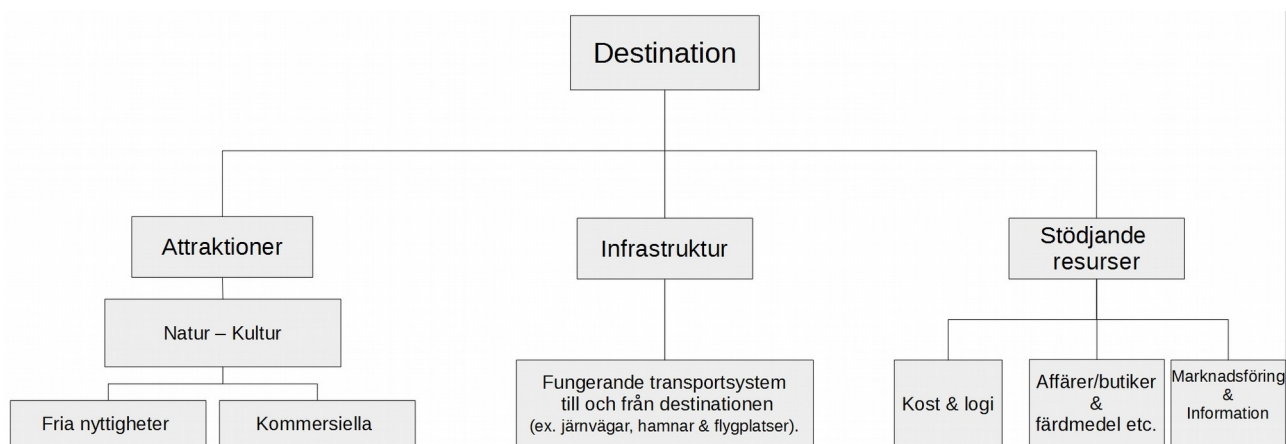 Destination
Attraktioner
Infrastruktur
Stödjande
resurser
Natur – Kultur
Fria nyttigheter
Kommersiella
Fungerande transportsystem
till och från destinationen
(ex. järnvägar, hamnar & flygplatser).
Kost & logi
Affärer/butiker
&
färdmedel etc.
Marknadsföring
&
Information